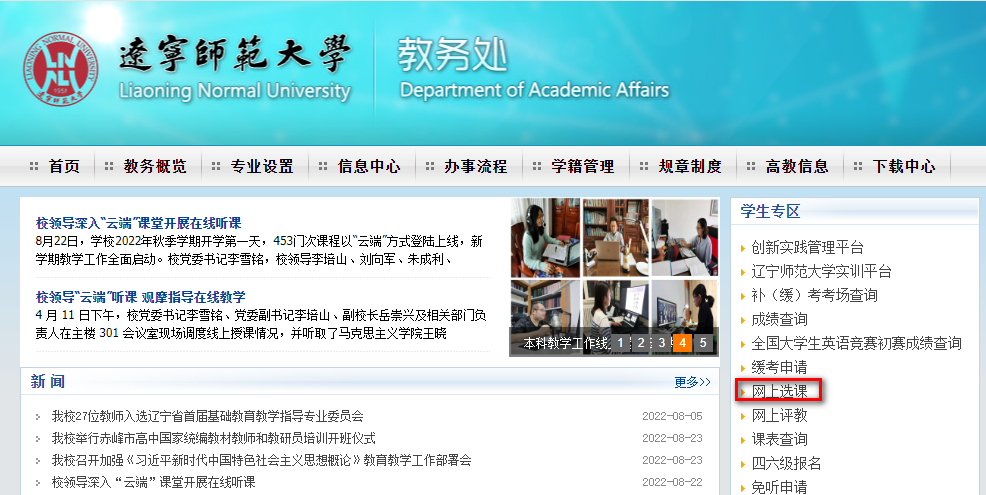 LIAONING NORMAL UNIVERSITY
1951
遼寧師範大學
遼寧師範大學
Liaoning Normal University
教务处
Department of Academic Affairs
首页 教务概览 专业设置 信息中心 办事流程 学籍管理 规章制度 高教信息 下载中心
校领导深入“云端”课堂开展在线听课
8月22日，学校2022年秋季学期开学第一天，453门次课程以“云端”方式登陆上线，新
学期教学工作全面启动。校党委书记李雪铭，校领导李培山、刘向军、朱成利、
校领导“云端”听课 观摩指导在线教学
4 月 11 日下午，校党委书记李雪铭、党委副书记李培山、副校长岳崇兴及相关部门负
责人在主楼 301 会议室现场调度线上授课情况，并听取了马克思主义学院王晓
本科教学工作线 1 2 3 4 5
新 闻 更多>>
我校27位教师入选辽宁省首届基础教育教学指导专业委员会 2022-08-05
我校举行赤峰市高中国家统编教材教师和教研员培训开班仪式 2022-08-23
我校召开加强《习近平新时代中国特色社会主义思想概论》教育教学工作部署会 2022-08-23
校领导深入“云端”课堂开展在线听课 2022-08-22
学生专区
创新实践管理平台
辽宁师范大学实训平台
补（缓）考考场查询
成绩查询
全国大学生英语竞赛初赛成绩查询
缓考申请
网上选课
网上评教
课表查询
四六级报名
免听申请